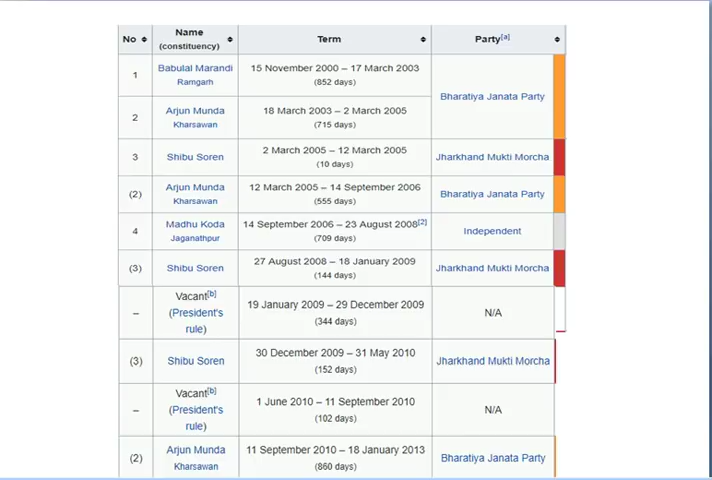 No Name (constituency) Term Party[a]
1 Babulal Marandi 15 November 2000 – 17 March 2003
Ramgarh (852 days)
Bharatiya Janata Party
2 Arjun Munda 18 March 2003 – 2 March 2005
Kharsawan (715 days)
3 Shibu Soren 2 March 2005 – 12 March 2005 Jharkhand Mukti Morcha
(10 days)
(2) Arjun Munda 12 March 2005 – 14 September 2006 Bharatiya Janata Party
Kharsawan (555 days)
4 Madhu Koda 14 September 2006 – 23 August 2008[2] Independent
Jaganathpur (709 days)
(3) Shibu Soren 27 August 2008 – 18 January 2009 Jharkhand Mukti Morcha
(144 days)
– Vacant[b] 19 January 2009 – 29 December 2009 N/A
(President's (344 days)
rule)
(3) Shibu Soren 30 December 2009 – 31 May 2010 Jharkhand Mukti Morcha
(152 days)
– Vacant[b] 1 June 2010 – 11 September 2010 N/A
(President's (102 days)
rule)
(2) Arjun Munda 11 September 2010 – 18 January 2013 Bharatiya Janata Party
Kharsawan (860 days)